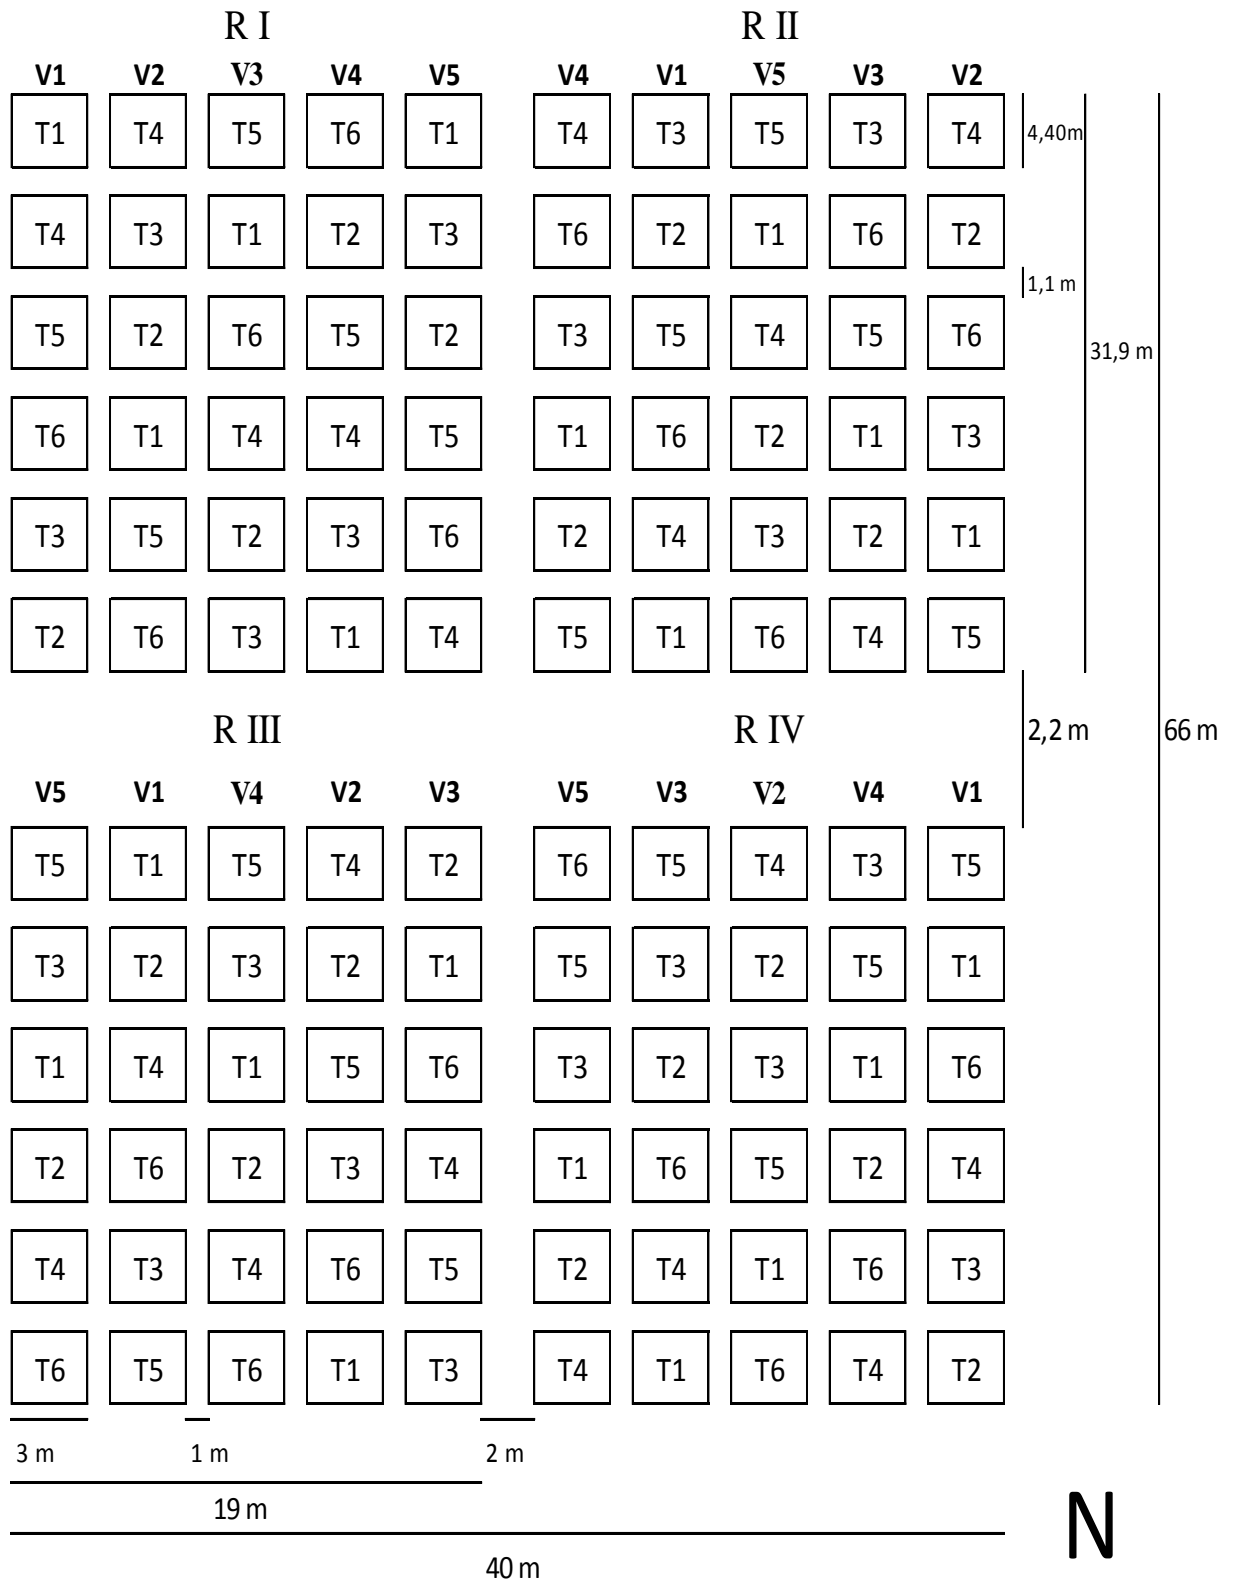 R I R II
V1 V2 V3 V4 V5 V4 V1 V5 V3 V2
T1 T4 T5 T6 T1 T4 T3 T5 T3 T4 4,40m
T4 T3 T1 T2 T3 T6 T2 T1 T6 T2
1,1 m
T5 T2 T6 T5 T2 T3 T5 T4 T5 T6
31,9 m
T6 T1 T4 T4 T5 T1 T6 T2 T1 T3
T3 T5 T2 T3 T6 T2 T4 T3 T2 T1
T2 T6 T3 T1 T4 T5 T1 T6 T4 T5
R III R IV 2,2 m 66 m
V5 V1 V4 V2 V3 V5 V3 V2 V4 V1
T5 T1 T5 T4 T2 T6 T5 T4 T3 T5
T3 T2 T3 T2 T1 T5 T3 T2 T5 T1
T1 T4 T1 T5 T6 T3 T2 T3 T1 T6
T2 T6 T2 T3 T4 T1 T6 T5 T2 T4
T4 T3 T4 T6 T5 T2 T4 T1 T6 T3
T6 T5 T6 T1 T3 T4 T1 T6 T4 T2
3 m 1 m 2 m
19 m
N
40 m